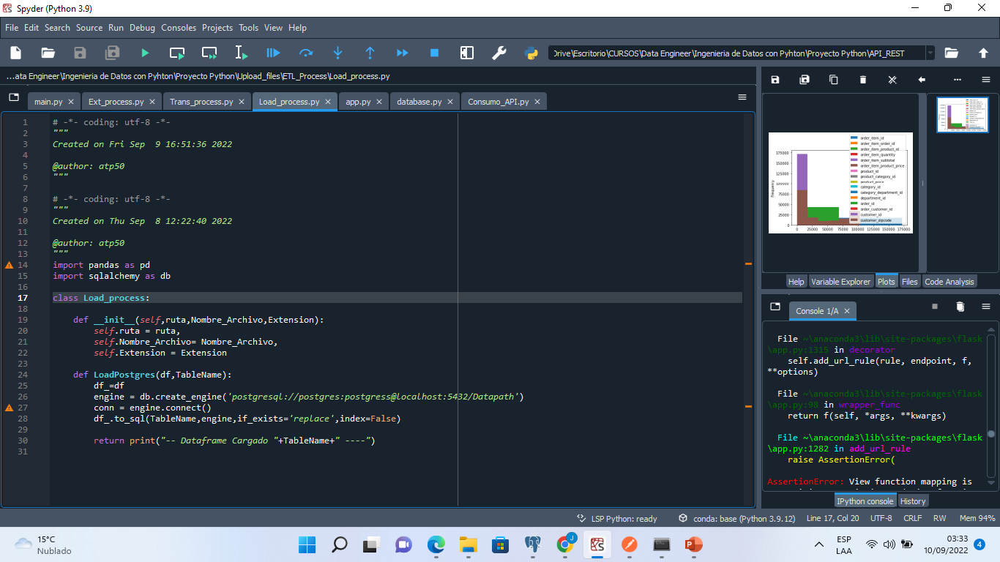 Spyder (Python 3.9)
File Edit Search Source Run Debug Consoles Projects Tools View Help
Drive\Escritorio\CURSOS\Data Engineer\Ingenieria de Datos con Pyhton\Proyecto Python\API_REST
...ata Engineer\Ingenieria de Datos con Pyhton\Proyecto Python\Upload_files\ETL_Process\Load_process.py
main.py Ext_process.py Trans_process.py Load_process.py app.py database.py Consumo_API.py
1 # -*- coding: utf-8 -*-
2 """
3 Created on Fri Sep  9 16:51:36 2022
4
5 @author: atp50
6 """
7
8 # -*- coding: utf-8 -*-
9 """
10 Created on Thu Sep  8 12:22:40 2022
11
12 @author: atp50
13 """
14 import pandas as pd
15 import sqlalchemy as db
16
17 class Load_process:
18
19     def __init__(self,ruta,Nombre_Archivo,Extension):
20         self.ruta = ruta,
21         self.Nombre_Archivo= Nombre_Archivo,
22         self.Extension = Extension
23
24     def LoadPostgres(df,TableName):
25         df_=df
26         engine = db.create_engine('postgresql://postgres:postgress@localhost:5432/Datapath')
27         conn = engine.connect()
28         df_.to_sql(TableName,engine,if_exists='replace',index=False)
29
30         return print("-- Dataframe Cargado "+TableName+" ----")
31
order_item_id
order_item_order_id
order_item_product_id
order_item_quantity
order_item_subtotal
order_item_product_price
product_id
product_category_id
product_price
category_id
category_department_id
department_id
order_id
order_customer_id
customer_id
customer_zipcode
Frequency
175000
150000
125000
100000
75000
50000
25000
0
0 25000 50000 75000 100000 125000 150000 175000
Help Variable Explorer Plots Files Code Analysis
Console 1/A
File ~\anaconda3\lib\site-packages\flask
\app.py:1315 in decorator
self.add_url_rule(rule, endpoint, f,
**options)
File ~\anaconda3\lib\site-packages\flask
\app.py:98 in wrapper_func
return f(self, *args, **kwargs)
File ~\anaconda3\lib\site-packages\flask
\app.py:1282 in add_url_rule
raise AssertionError(
AssertionError: View function mapping is
IPython console History
LSP Python: ready conda: base (Python 3.9.12) Line 17, Col 20 UTF-8 CRLF RW Mem 94%
15°C
Nublado
J
ESP
LAA
03:33
10/09/2022
4